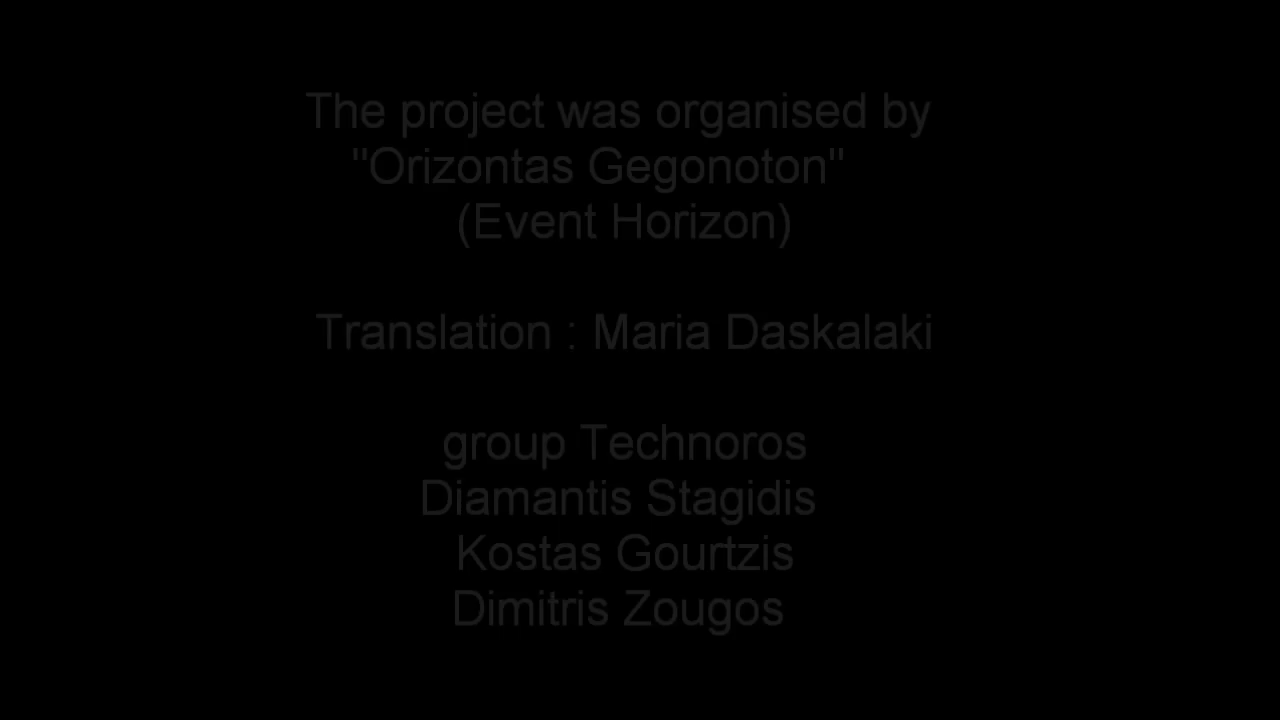 The project was organised by
"Orizontas Gegonoton"
(Event Horizon)
Translation : Maria Daskalaki
group Technoros
Diamantis Stagidis
Kostas Gourtzis
Dimitris Zougos